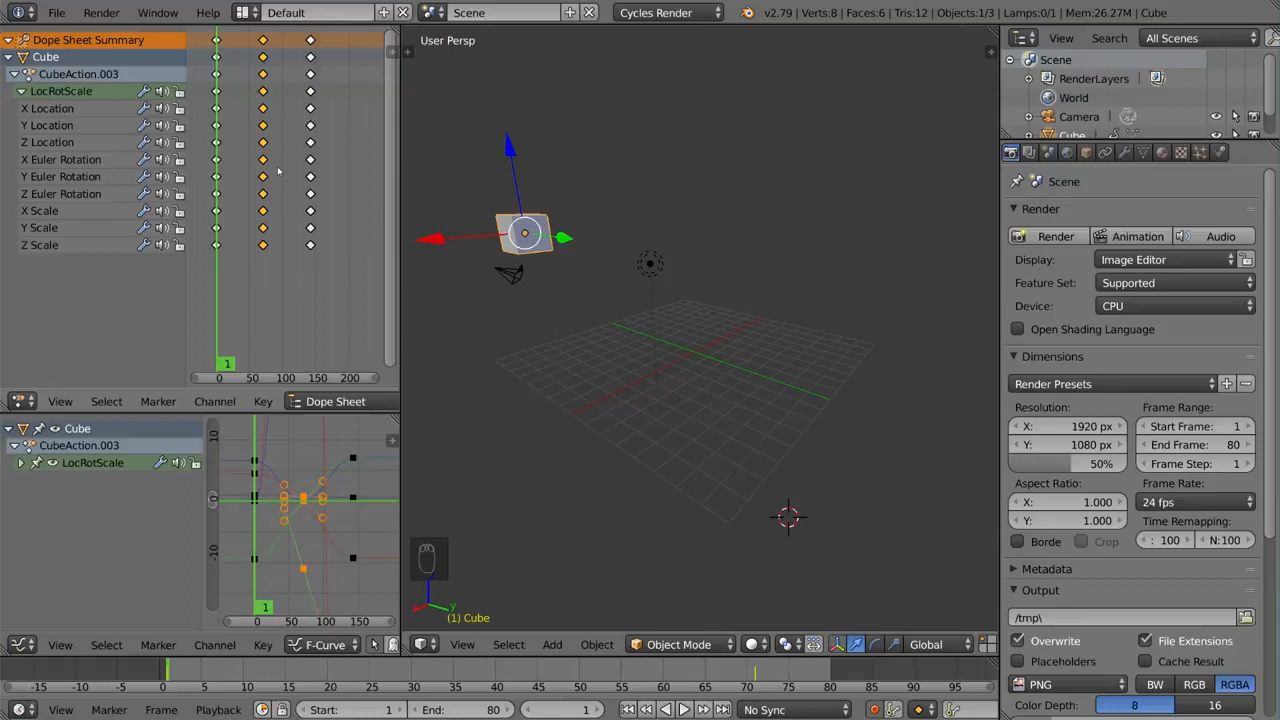 File Render Window Help Default Scene Cycles Render v2.79 | Verts:8 | Faces:6 | Tris:12 | Objects:1/3 | Lamps:0/1 | Mem:26.27M | Cube
Dope Sheet Summary
Cube
CubeAction.003
LocRotScale
X Location
Y Location
Z Location
X Euler Rotation
Y Euler Rotation
Z Euler Rotation
X Scale
Y Scale
Z Scale
1
0 50 100 150 200
View Select Marker Channel Key Dope Sheet
Cube
CubeAction.003
LocRotScale
10
0
-10
1
0 50 100 150
View Select Marker Channel Key F-Curve
User Persp
y
(1) Cube
View Select Add Object Object Mode Global
-15 -10 -5 0 5 10 15 20 25 30 35 40 45 50 55 60 65 70 75 80 85 90 95
View Marker Frame Playback Start: 1 End: 80 1 No Sync
View Search All Scenes
Scene
RenderLayers
World
Camera
Cube
Scene
Render
Render Animation Audio
Display: Image Editor
Feature Set: Supported
Device: CPU
Open Shading Language
Dimensions
Render Presets
Resolution: Frame Range:
X: 1920 px Start Frame: 1
Y: 1080 px End Frame: 80
50% Frame Step: 1
Aspect Ratio: Frame Rate:
X: 1.000 24 fps
Y: 1.000 Time Remapping:
Borde Crop : 100 N:100
Metadata
Output
/tmp\
Overwrite File Extensions
Placeholders Cache Result
PNG BW RGB RGBA
Color Depth: 8 16